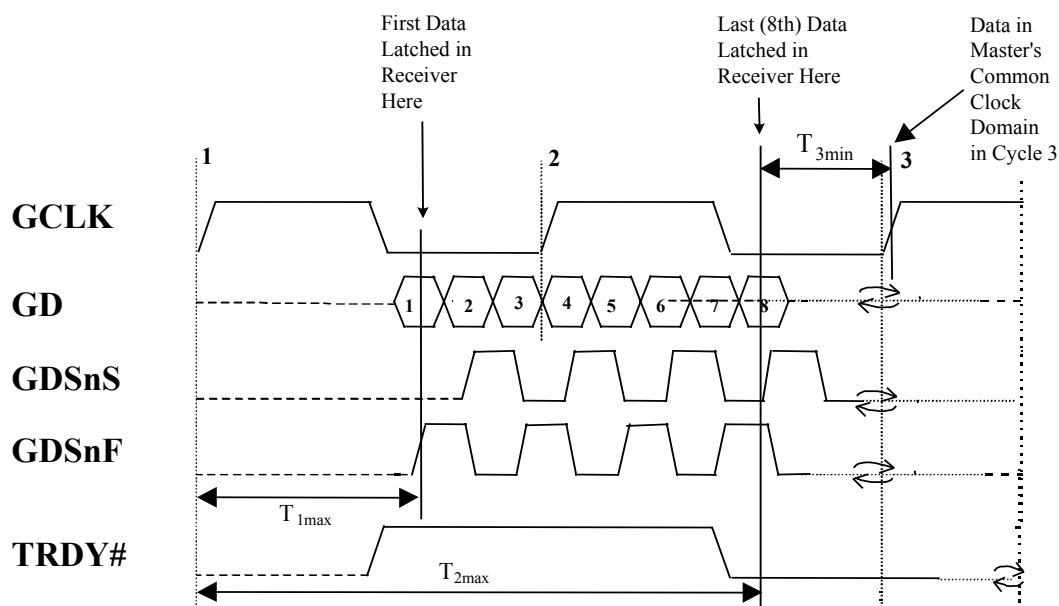 First Data
Latched in
Receiver
Here
Last (8th) Data
Latched in
Receiver Here
Data in
Master's
Common
Clock
Domain
in Cycle 3
1
2
T3min
3
GCLK
GD
1 2 3 4 5 6 7 8
GDSnS
GDSnF
T1max
TRDY#
T2max